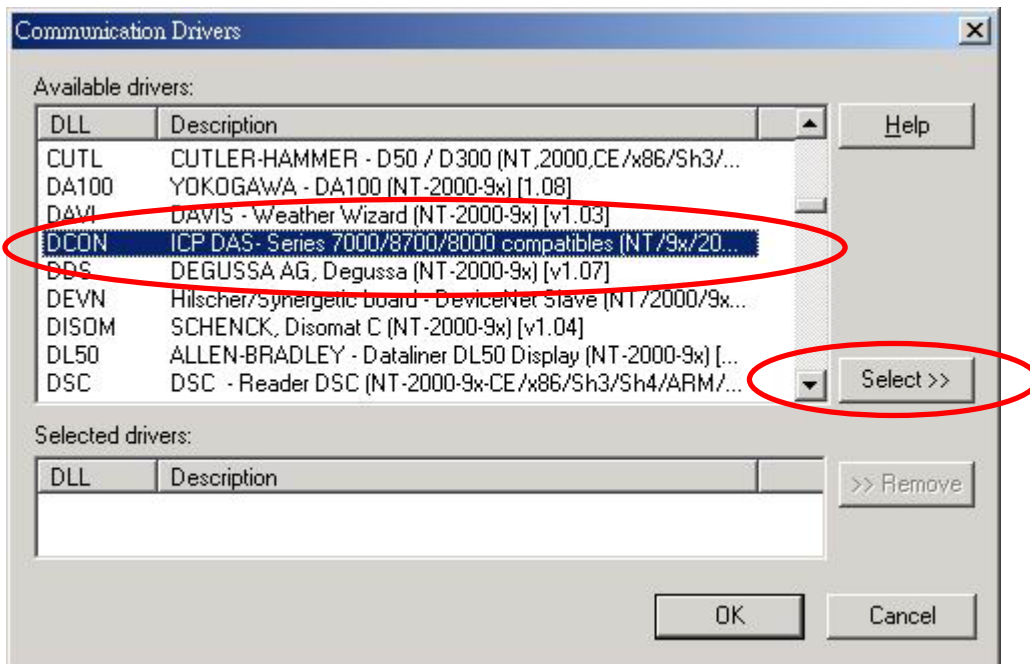 Communication Drivers
Available drivers:
DLL Description
CUTL CUTLER-HAMMER - D50 / D300 (NT,2000,CE/x86/Sh3/...
DA100 YOKOGAWA - DA100 (NT-2000-9x) [1.08]
DAVI DAVIS - Weather Wizard (NT-2000-9x) [v1.03]
DCON ICP DAS- Series 7000/8700/8000 compatibles (NT/9x/20...
DDS DEGUSSA AG, Degussa (NT-2000-9x) [v1.07]
DEVN Hilscher/Synergetic board - DeviceNet Slave (NT/2000/9x...
DISOM SCHENCK, Disomat C (NT-2000-9x) [v1.04]
DL50 ALLEN-BRADLEY - Dataliner DL50 Display (NT-2000-9x) [...
DSC DSC - Reader DSC (NT-2000-9x-CE/x86/Sh3/Sh4/ARM/...
Help
Select >>
Selected drivers:
DLL Description
>> Remove
OK Cancel